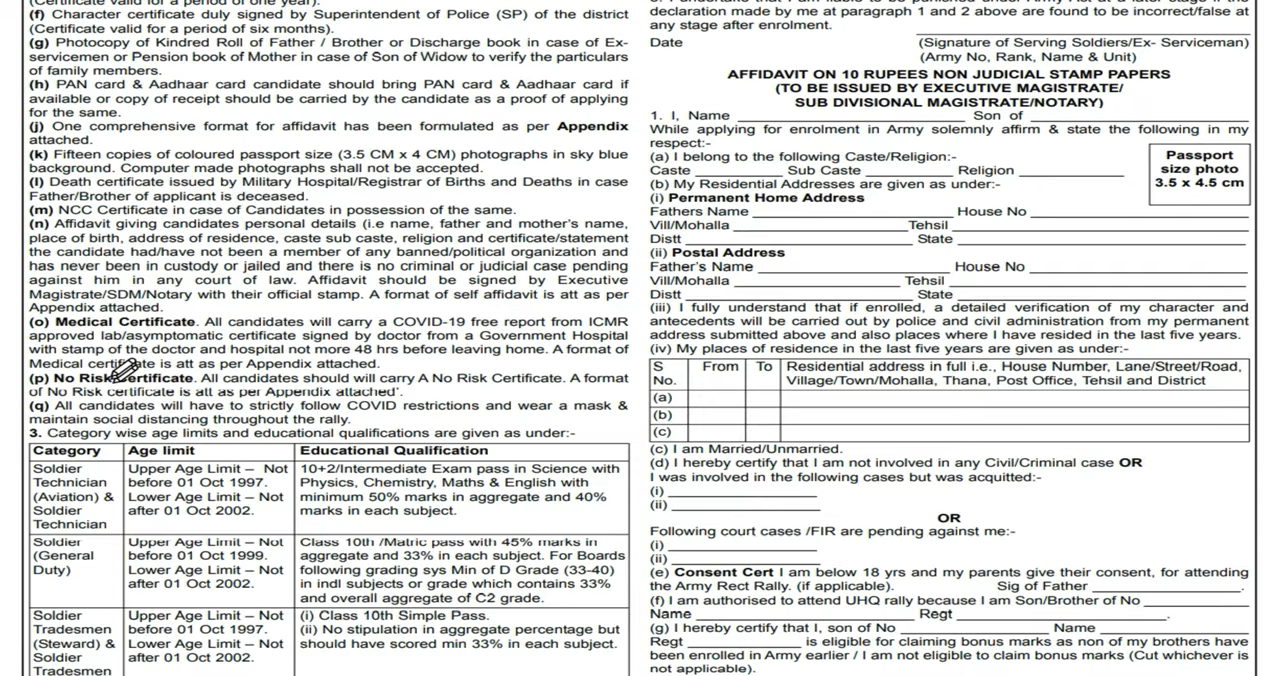 (Certificate valid for a period of one year).
(f) Character certificate duly signed by Superintendent of Police (SP) of the district
(Certificate valid for a period of six months).
(g) Photocopy of Kindred Roll of Father / Brother or Discharge book in case of Ex-
servicemen or Pension book of Mother in case of Son of Widow to verify the particulars
of family members.
(h) PAN card & Aadhaar card candidate should bring PAN card & Aadhaar card if
available or copy of receipt should be carried by the candidate as a proof of applying
for the same.
(j) One comprehensive format for affidavit has been formulated as per Appendix
attached.
(k) Fifteen copies of coloured passport size (3.5 CM x 4 CM) photographs in sky blue
background. Computer made photographs shall not be accepted.
(l) Death certificate issued by Military Hospital/Registrar of Births and Deaths in case
Father/Brother of applicant is deceased.
(m) NCC Certificate in case of Candidates in possession of the same.
(n) Affidavit giving candidates personal details (i.e name, father and mother's name,
place of birth, address of residence, caste sub caste, religion and certificate/statement
the candidate had/have not been a member of any banned/political organization and
has never been in custody or jailed and there is no criminal or judicial case pending
against him in any court of law. Affidavit should be signed by Executive
Magistrate/SDM/Notary with their official stamp. A format of self affidavit is att as per
Appendix attached.
(o) Medical Certificate. All candidates will carry a COVID-19 free report from ICMR
approved lab/asymptomatic certificate signed by doctor from a Government Hospital
with stamp of the doctor and hospital not more 48 hrs before leaving home. A format of
Medical certificate is att as per Appendix attached.
(p) No Risk Certificate. All candidates should will carry A No Risk Certificate. A format
of No Risk certificate is att as per Appendix attached'.
(q) All candidates will have to strictly follow COVID restrictions and wear a mask &
maintain social distancing throughout the rally.
3. Category wise age limits and educational qualifications are given as under:-
Category Age limit Educational Qualification
Soldier Technician (Aviation) & Soldier Technician
Upper Age Limit – Not before 01 Oct 1997.
Lower Age Limit – Not after 01 Oct 2002.
10+2/Intermediate Exam pass in Science with
Physics, Chemistry, Maths & English with
minimum 50% marks in aggregate and 40%
marks in each subject.
Soldier (General Duty)
Upper Age Limit – Not before 01 Oct 1999.
Lower Age Limit – Not after 01 Oct 2002.
Class 10th /Matric pass with 45% marks in
aggregate and 33% in each subject. For Boards
following grading sys Min of D Grade (33-40)
in indl subjects or grade which contains 33%
and overall aggregate of C2 grade.
Soldier Tradesmen (Steward) & Soldier Tradesmen
Upper Age Limit – Not before 01 Oct 1997.
Lower Age Limit – Not after 01 Oct 2002.
(i) Class 10th Simple Pass.
(ii) No stipulation in aggregate percentage but
should have scored min 33% in each subject.
declaration made by me at paragraph 1 and 2 above are found to be incorrect/false at
any stage after enrolment.
Date (Signature of Serving Soldiers/Ex- Serviceman)
(Army No, Rank, Name & Unit)
AFFIDAVIT ON 10 RUPEES NON JUDICIAL STAMP PAPERS
(TO BE ISSUED BY EXECUTIVE MAGISTRATE/
SUB DIVISIONAL MAGISTRATE/NOTARY)
1. I, Name ____ Son of ____
While applying for enrolment in Army solemnly affirm & state the following in my
respect:-
(a) I belong to the following Caste/Religion:-
Caste ____ Sub Caste ____ Religion ____
Passport
size photo
3.5 x 4.5 cm
(b) My Residential Addresses are given as under:-
(i) Permanent Home Address
Fathers Name ____ House No ____
Vill/Mohalla ____ Tehsil ____
Distt ____ State ____
(ii) Postal Address
Father's Name ____ House No ____
Vill/Mohalla ____ Tehsil ____
Distt ____ State ____
(iii) I fully understand that if enrolled, a detailed verification of my character and
antecedents will be carried out by police and civil administration from my permanent
address submitted above and also places where I have resided in the last five years.
(iv) My places of residence in the last five years are given as under:-
S No. From To Residential address in full i.e., House Number, Lane/Street/Road,
Village/Town/Mohalla, Thana, Post Office, Tehsil and District
(a)
(b)
(c)
(c) I am Married/Unmarried.
(d) I hereby certify that I am not involved in any Civil/Criminal case OR
I was involved in the following cases but was acquitted:-
(i) ____
(ii) ____
OR
Following court cases /FIR are pending against me:-
(i) ____
(ii) ____
(e) Consent Cert I am below 18 yrs and my parents give their consent, for attending
the Army Rect Rally. (if applicable). Sig of Father ____.
(f) I am authorised to attend UHQ rally because I am Son/Brother of No ____
Name ____ Regt ____.
(g) I hereby certify that I, son of No ____ Name ____
Regt ____ is eligible for claiming bonus marks as non of my brothers have
been enrolled in Army earlier / I am not eligible to claim bonus marks (Cut whichever is
not applicable).